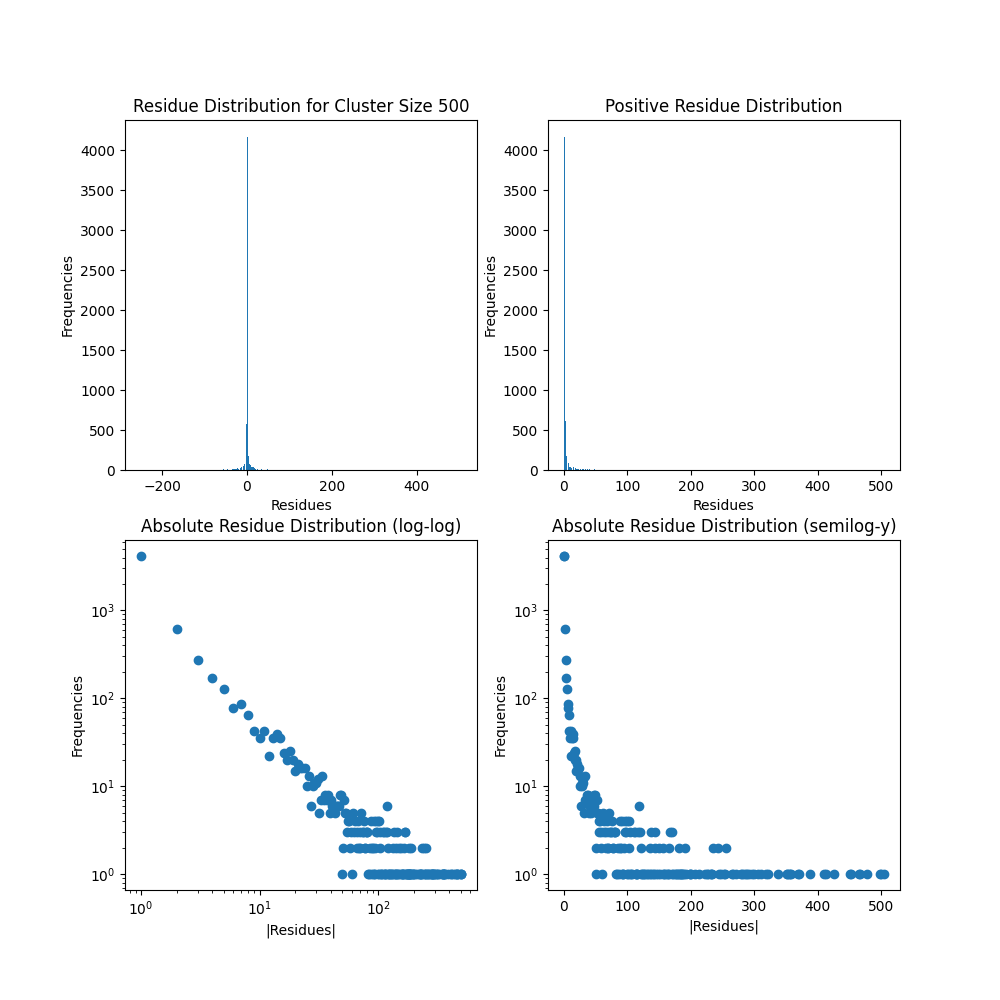 Residue Distribution for Cluster Size 500
Frequencies
4000
3500
3000
2500
2000
1500
1000
500
0
−200 0 200 400
Residues
Positive Residue Distribution
Frequencies
4000
3500
3000
2500
2000
1500
1000
500
0
0 100 200 300 400 500
Residues
Absolute Residue Distribution (log-log)
Frequencies
10³
10²
10¹
10⁰
10⁰ 10¹ 10²
|Residues|
Absolute Residue Distribution (semilog-y)
Frequencies
10³
10²
10¹
10⁰
0 100 200 300 400 500
|Residues|